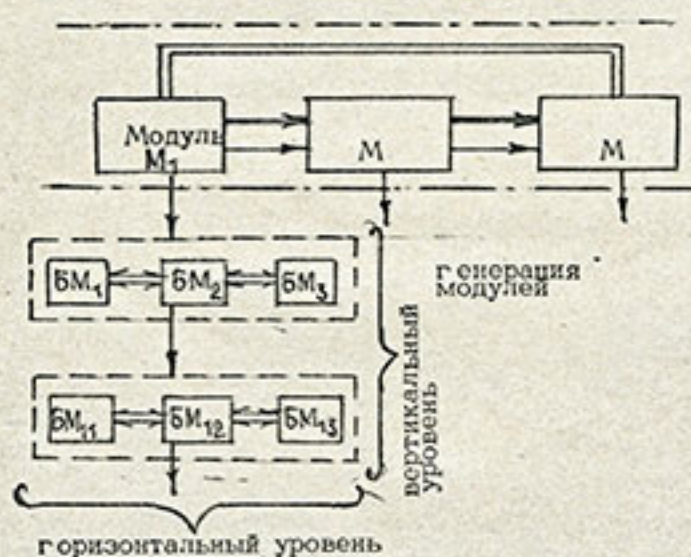 Модуль
М₁
М
М
БМ₁
БМ₂
БМ₃
генерация
модулей
вертикальный
уровень
БМ₁₁
БМ₁₂
БМ₁₃
горизонтальный уровень